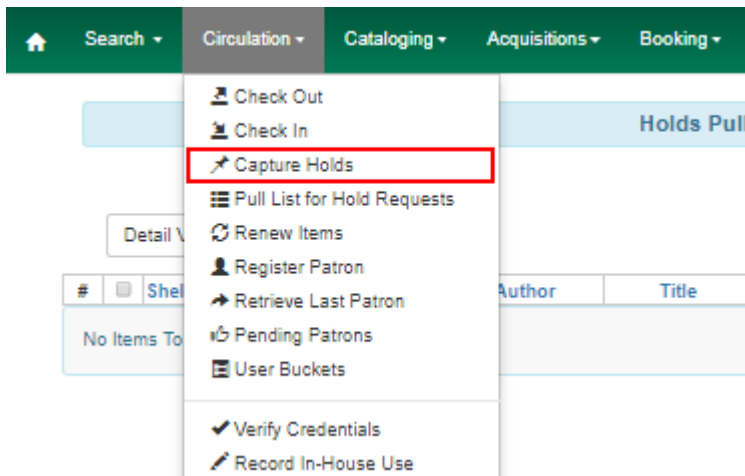 Search Circulation Cataloging Acquisitions Booking
Check Out
Check In
Holds Pull
Capture Holds
Pull List for Hold Requests
Detail
Renew Items
Register Patron
# Author Title
Retrieve Last Patron
No Items To
Pending Patrons
User Buckets
Verify Credentials
Record In-House Use